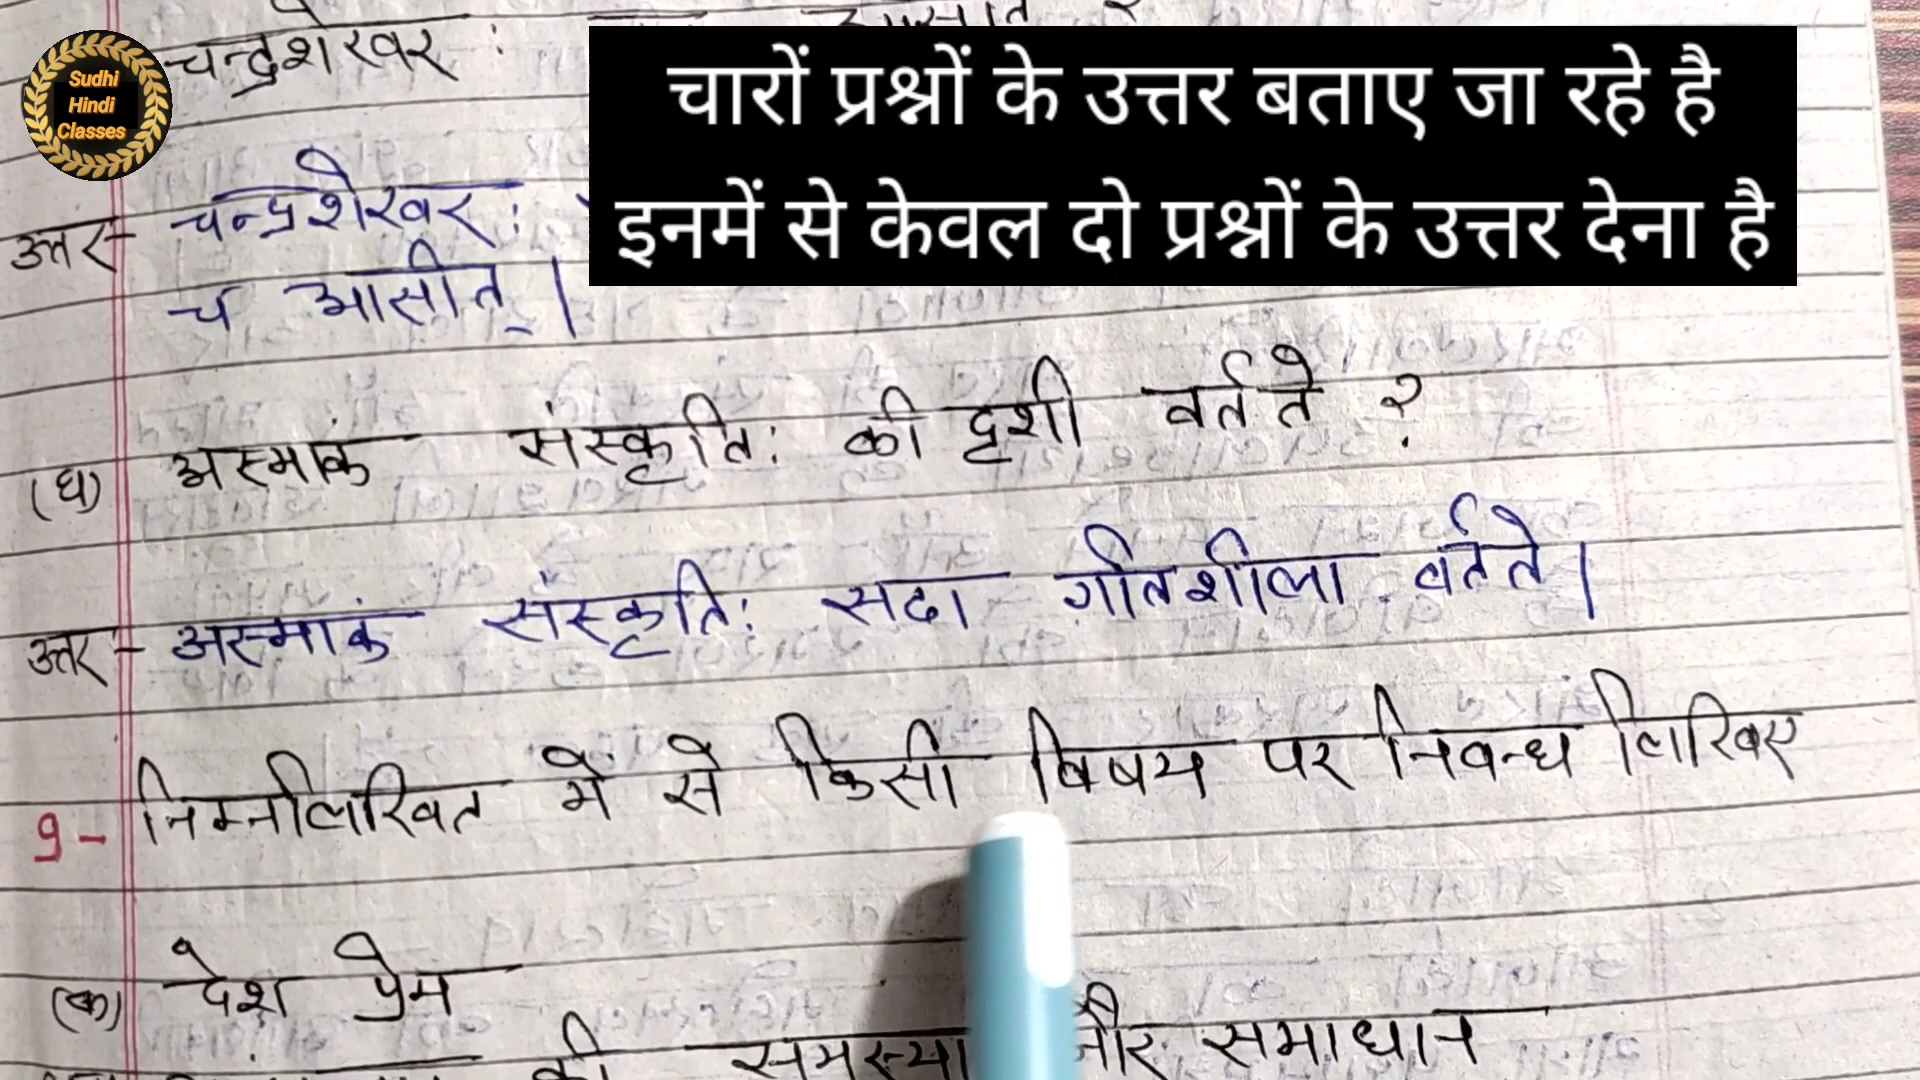 चन्द्रशेखर :
Sudhi
Hindi
Classes
चारों प्रश्नों के उत्तर बताए जा रहे है
इनमें से केवल दो प्रश्नों के उत्तर देना है
उत्तर- चन्द्रशेखर:
च आसीत् |
(घ) अस्माकं संस्कृति: कीदृशी वर्तते ?
उत्तर- अस्माकं संस्कृति: सदा गतिशीला वर्तते |
9- निम्नलिखित में से किसी विषय पर निबन्ध लिखिए
(क) देश प्रेम
की समस्या और समाधान